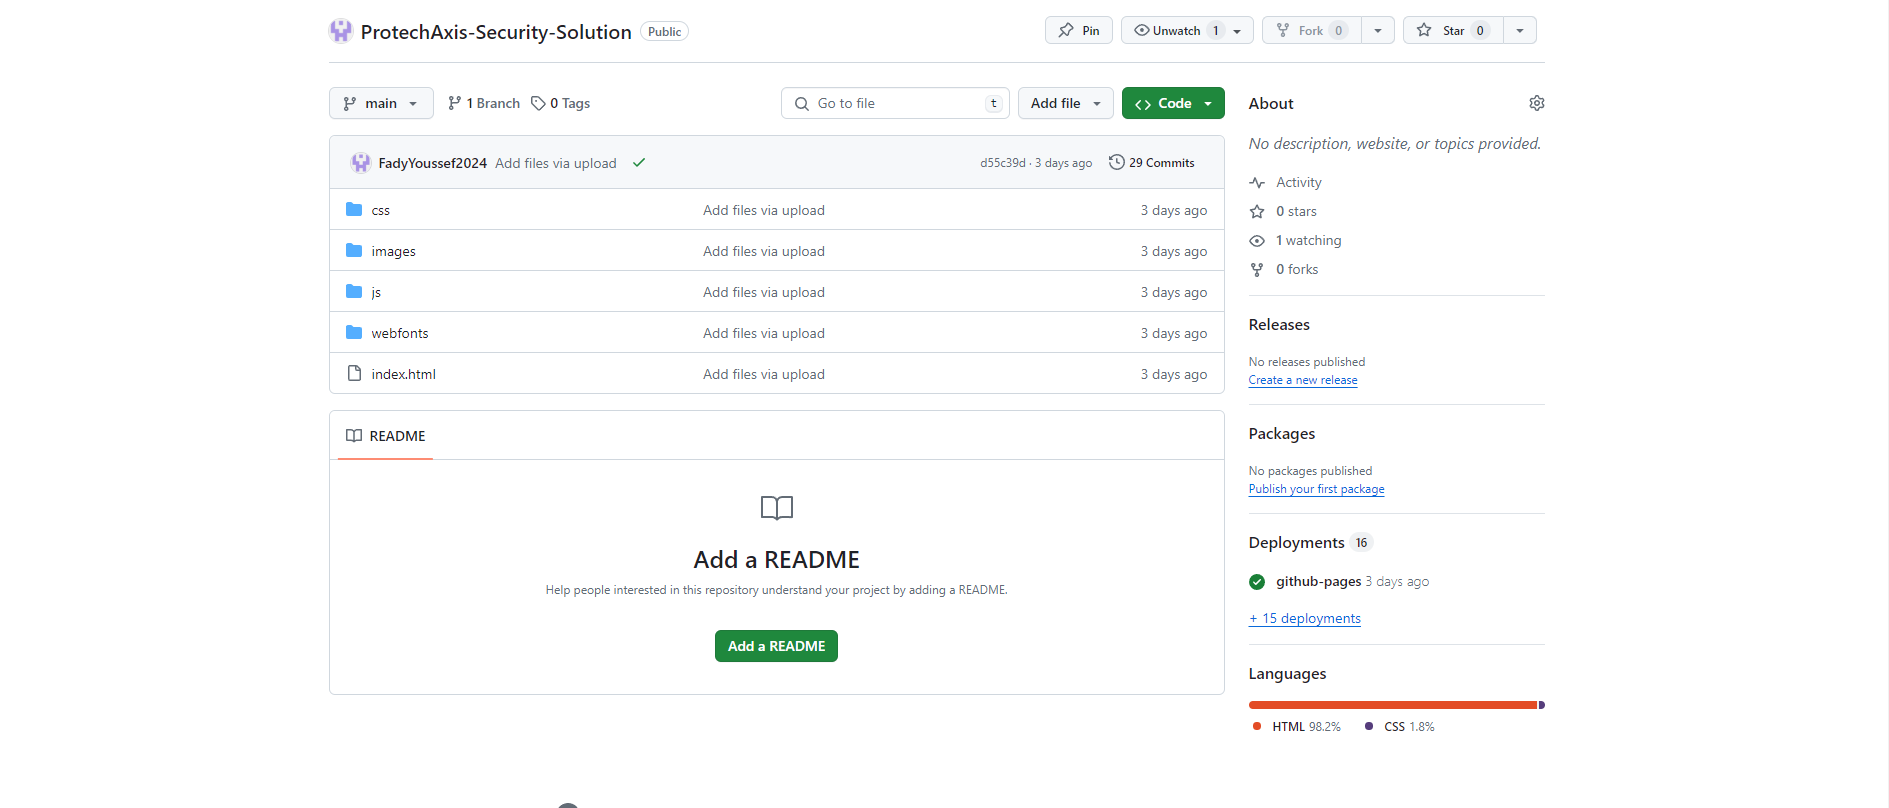 ProtechAxis-Security-Solution Public Pin Unwatch 1 Fork 0 Star 0
main 1 Branch 0 Tags Go to file t Add file Code
FadyYoussef2024 Add files via upload d55c39d · 3 days ago 29 Commits
css Add files via upload 3 days ago
images Add files via upload 3 days ago
js Add files via upload 3 days ago
webfonts Add files via upload 3 days ago
index.html Add files via upload 3 days ago
README
Add a README
Help people interested in this repository understand your project by adding a README.
Add a README
About
No description, website, or topics provided.
Activity
0 stars
1 watching
0 forks
Releases
No releases published
Create a new release
Packages
No packages published
Publish your first package
Deployments 16
github-pages 3 days ago
+ 15 deployments
Languages
HTML 98.2% CSS 1.8%